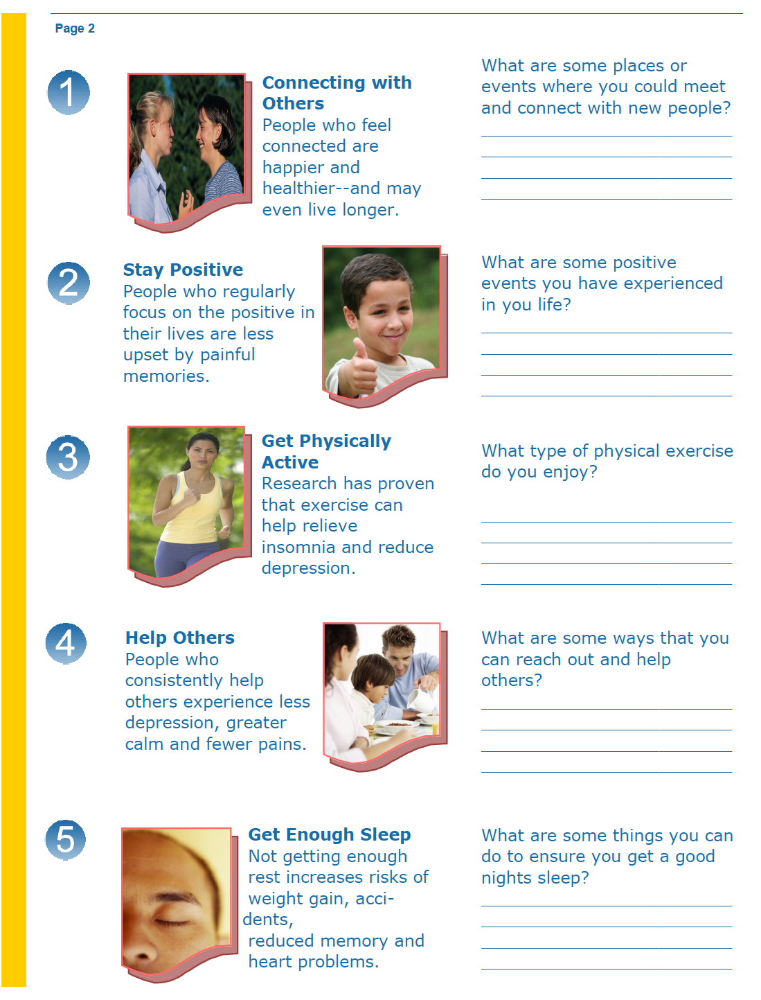 Page 2
1
Connecting with
Others
People who feel
connected are
happier and
healthier--and may
even live longer.
What are some places or
events where you could meet
and connect with new people?
2
Stay Positive
People who regularly
focus on the positive in
their lives are less
upset by painful
memories.
What are some positive
events you have experienced
in you life?
3
Get Physically
Active
Research has proven
that exercise can
help relieve
insomnia and reduce
depression.
What type of physical exercise
do you enjoy?
4
Help Others
People who
consistently help
others experience less
depression, greater
calm and fewer pains.
What are some ways that you
can reach out and help
others?
5
Get Enough Sleep
Not getting enough
rest increases risks of
weight gain, acci-
dents,
reduced memory and
heart problems.
What are some things you can
do to ensure you get a good
nights sleep?